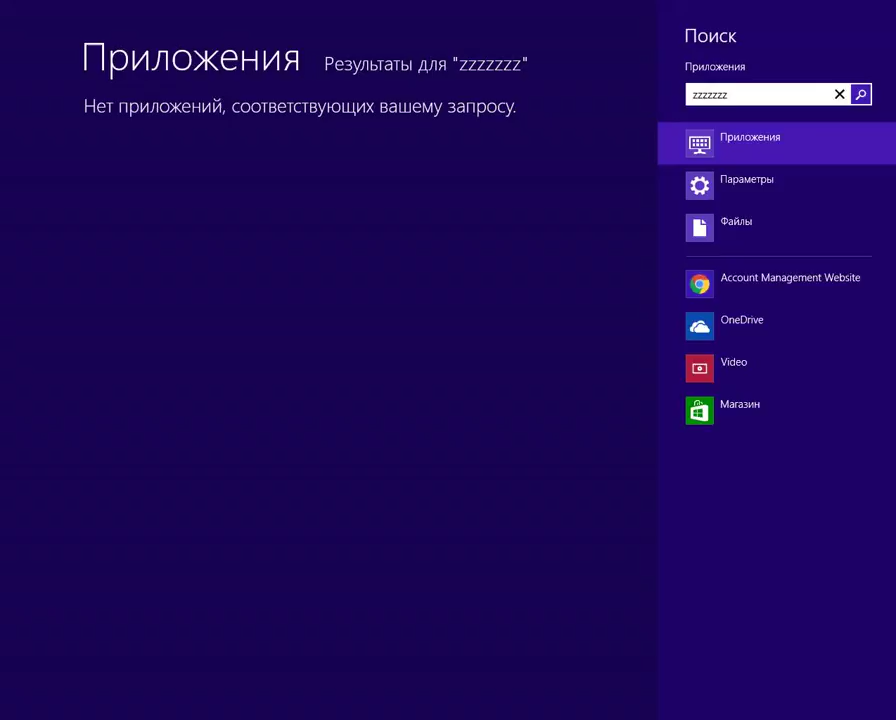 Приложения Результаты для "zzzzzzz"
Нет приложений, соответствующих вашему запросу.
Поиск
Приложения
zzzzzzz
Приложения
Параметры
Файлы
Account Management Website
OneDrive
Video
Магазин